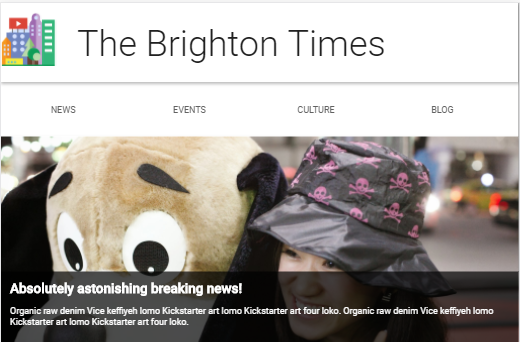 The Brighton Times
NEWS EVENTS CULTURE BLOG
Absolutely astonishing breaking news!
Organic raw denim Vice keffiyeh lomo Kickstarter art lomo Kickstarter art four loko. Organic raw denim Vice keffiyeh lomo
Kickstarter art lomo Kickstarter art four loko.